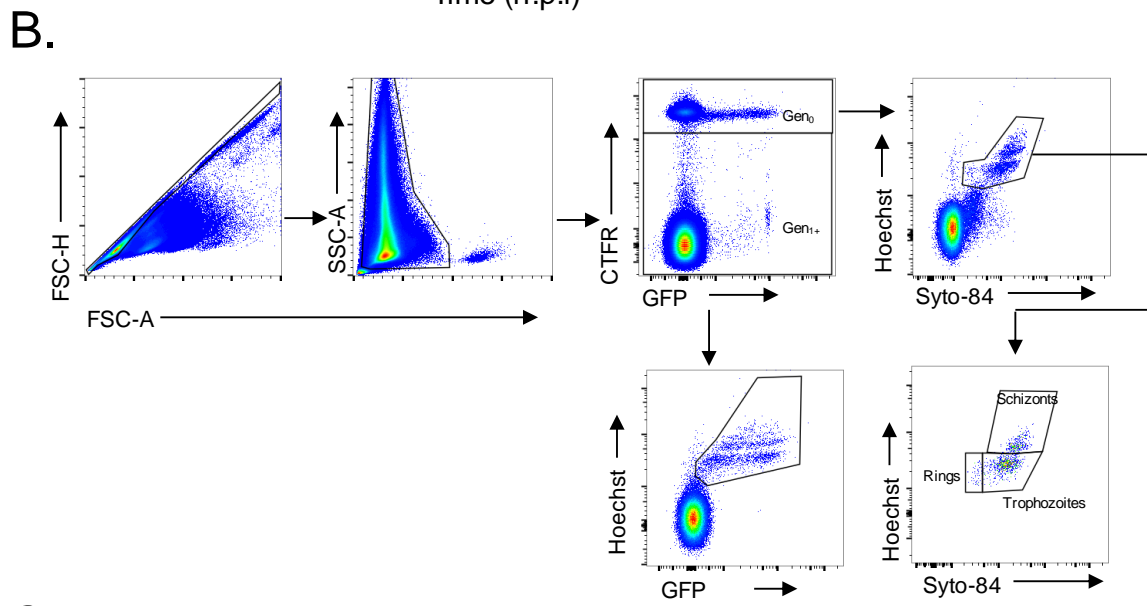 B.
FSC-H
FSC-A
SSC-A
CTFR
Gen₀
Gen₁₊
GFP
Hoechst
Syto-84
Hoechst
GFP
Hoechst
Schizonts
Rings
Trophozoites
Syto-84